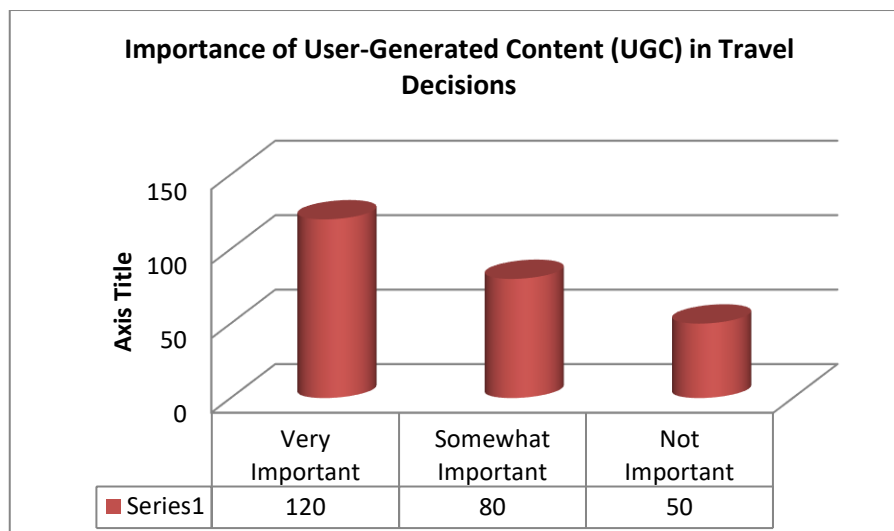 Importance of User-Generated Content (UGC) in Travel
Decisions
Axis Title
150
100
50
0
Very Somewhat Not
Important Important Important
Series1 120 80 50